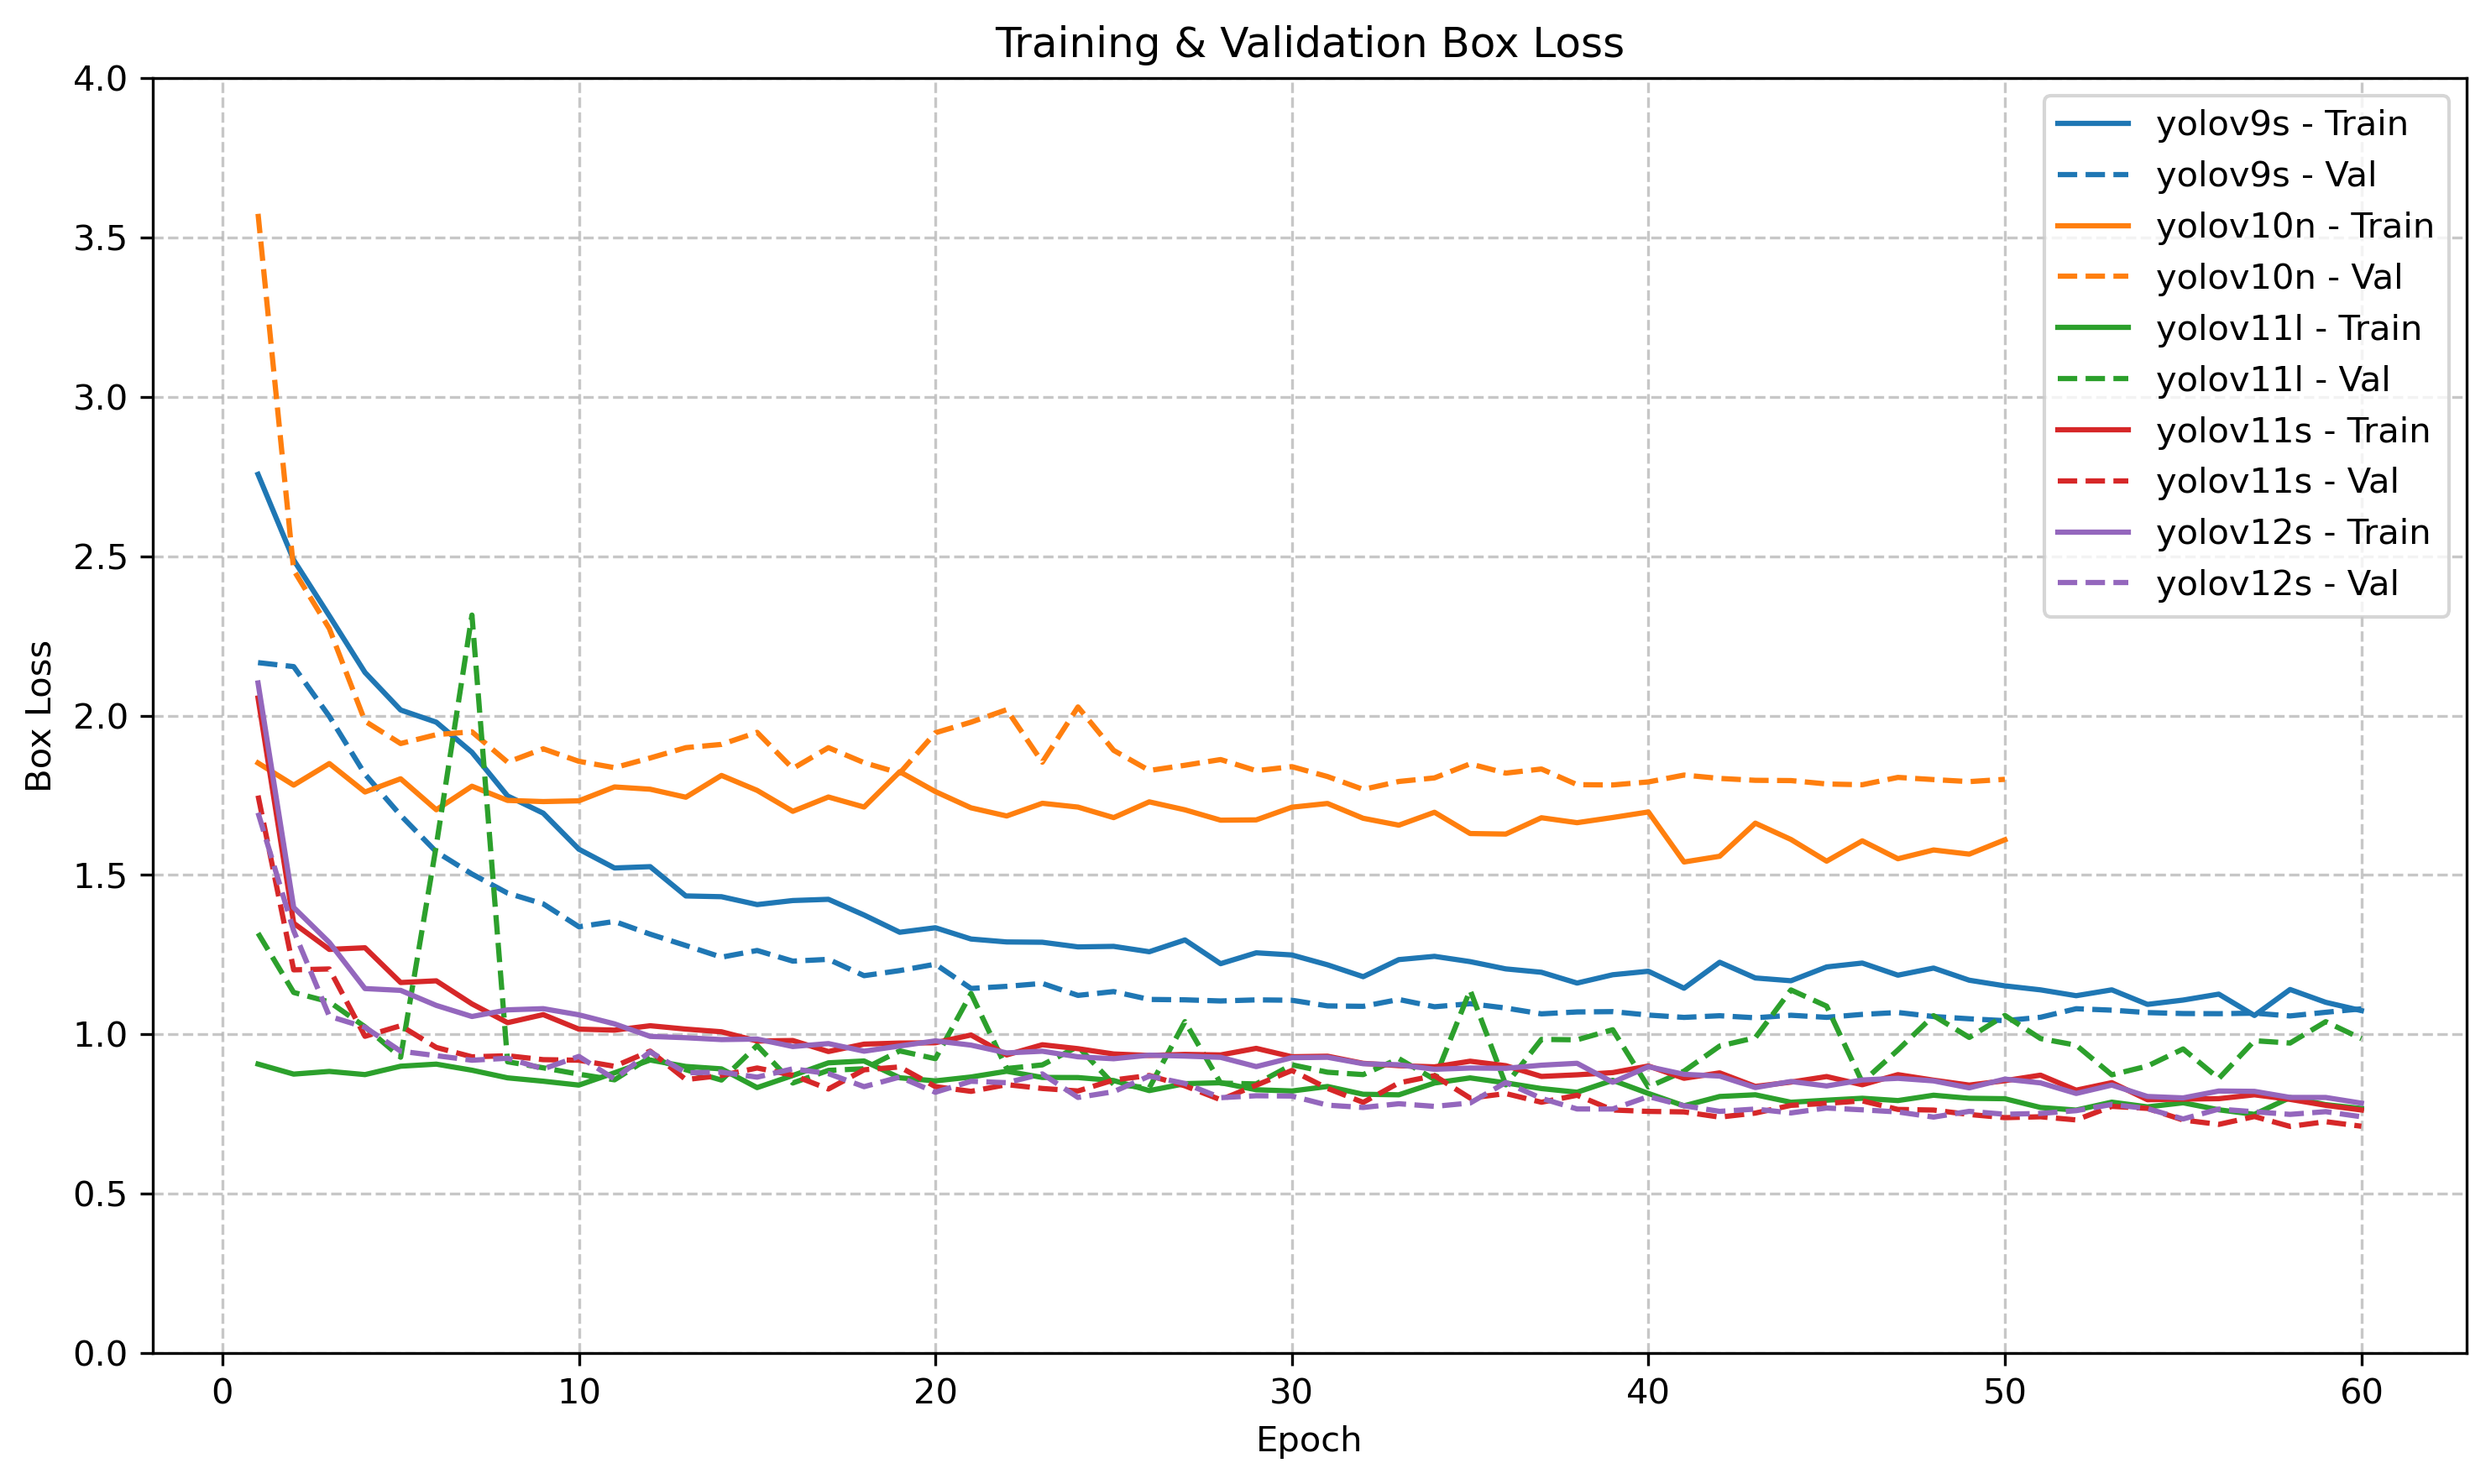 Training & Validation Box Loss
4.0
3.5
3.0
2.5
2.0
1.5
1.0
0.5
0.0
Box Loss
0 10 20 30 40 50 60
Epoch
yolov9s - Train
yolov9s - Val
yolov10n - Train
yolov10n - Val
yolov11l - Train
yolov11l - Val
yolov11s - Train
yolov11s - Val
yolov12s - Train
yolov12s - Val